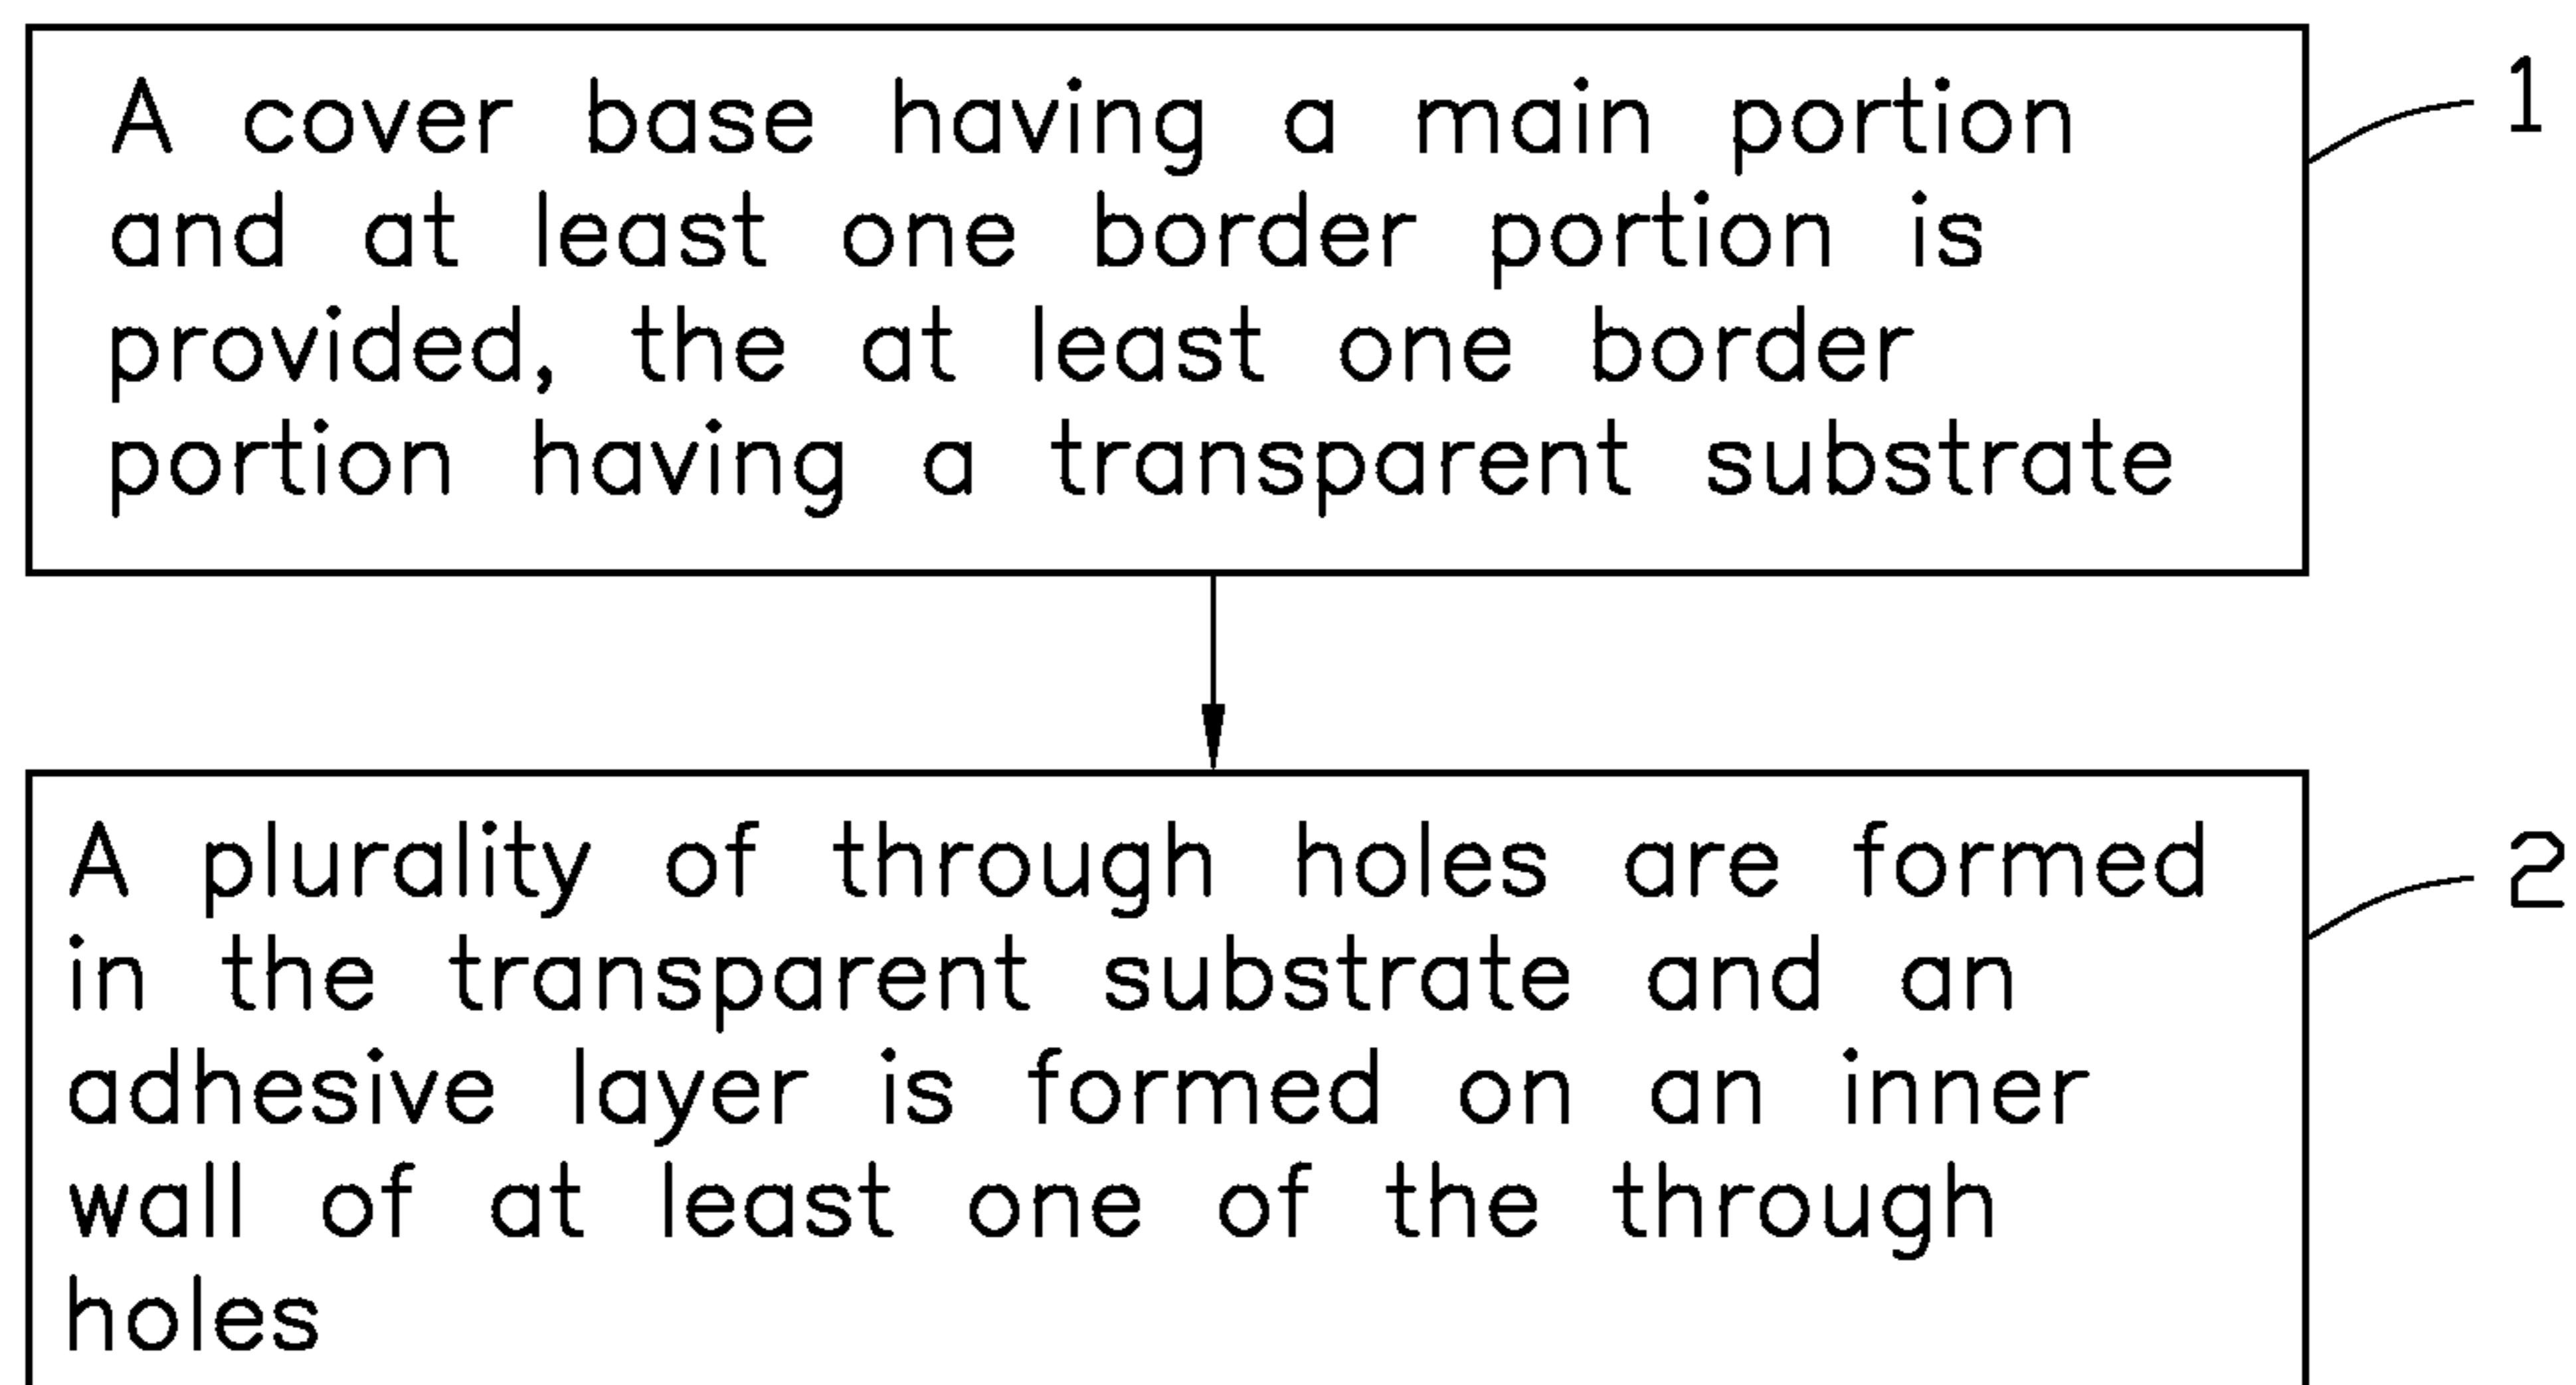 A cover base having a main portion
and at least one border portion is
provided, the at least one border
portion having a transparent substrate
1
A plurality of through holes are formed
in the transparent substrate and an
adhesive layer is formed on an inner
wall of at least one of the through
holes
2